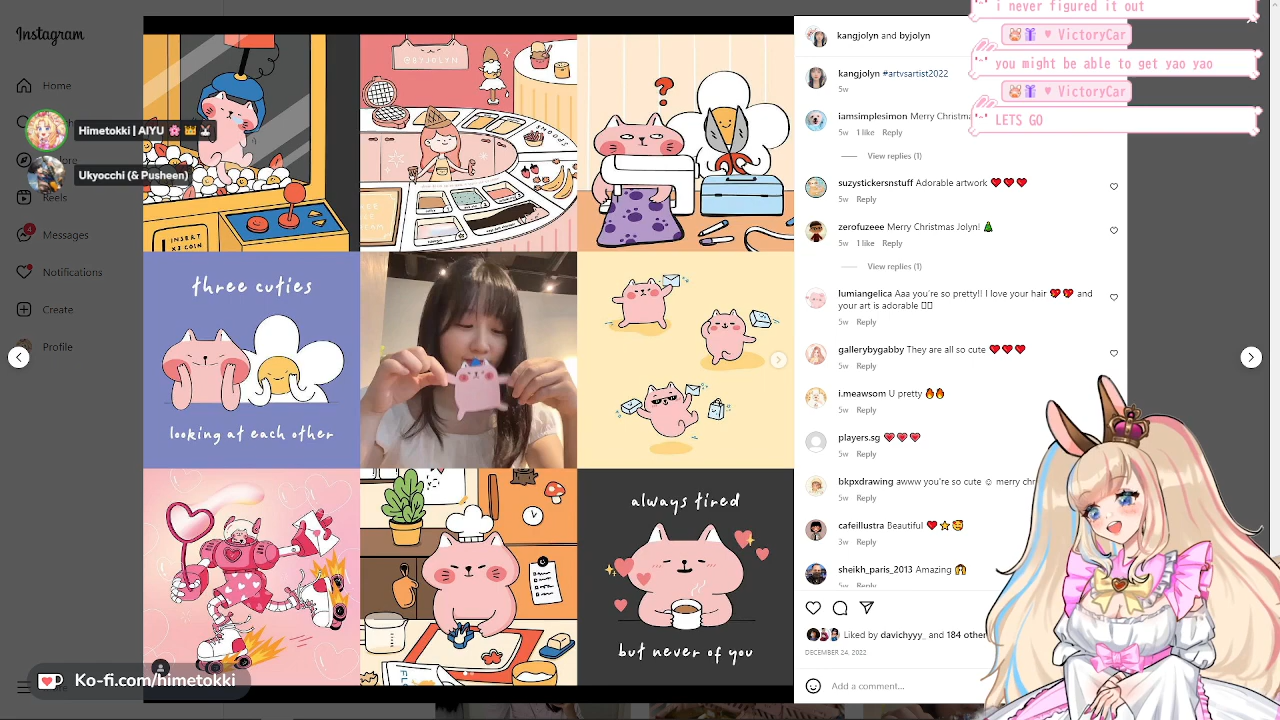 Instagram
Home
Reels
Messages
4
Notifications
Create
Profile
Himetokki | AIYU
Ukyocchi (& Pusheen)
Ko-fi.com/himetokki
@BYJOLYN
INSERT
X3 COIN
three cuties
looking at each other
always tired
but never of you
kangjolyn and byjolyn
kangjolyn #artvsartist2022
5w
iamsimplesimon Merry Christm
5w 1 like Reply
View replies (1)
suzystickersnstuff Adorable artwork ❤️❤️❤️
5w Reply
zerofuzeee Merry Christmas Jolyn! 🎄
5w 1 like Reply
View replies (1)
lumiangelica Aaa you're so pretty!! I love your hair ❤️❤️ and
your art is adorable
5w Reply
gallerybygabby They are all so cute ❤️❤️❤️
5w Reply
i.meawsom U pretty 🔥🔥
5w Reply
players.sg ❤️❤️❤️
5w Reply
bkpxdrawing awww you're so cute ☺ merry chr
5w Reply
cafeillustra Beautiful ❤️⭐🥰
3w Reply
sheikh_paris_2013 Amazing
5w Reply
Liked by davichyyy_ and 184 other
DECEMBER 24, 2022
Add a comment...
i never figured it out
VictoryCar
you might be able to get yao yao
VictoryCar
LETS GO